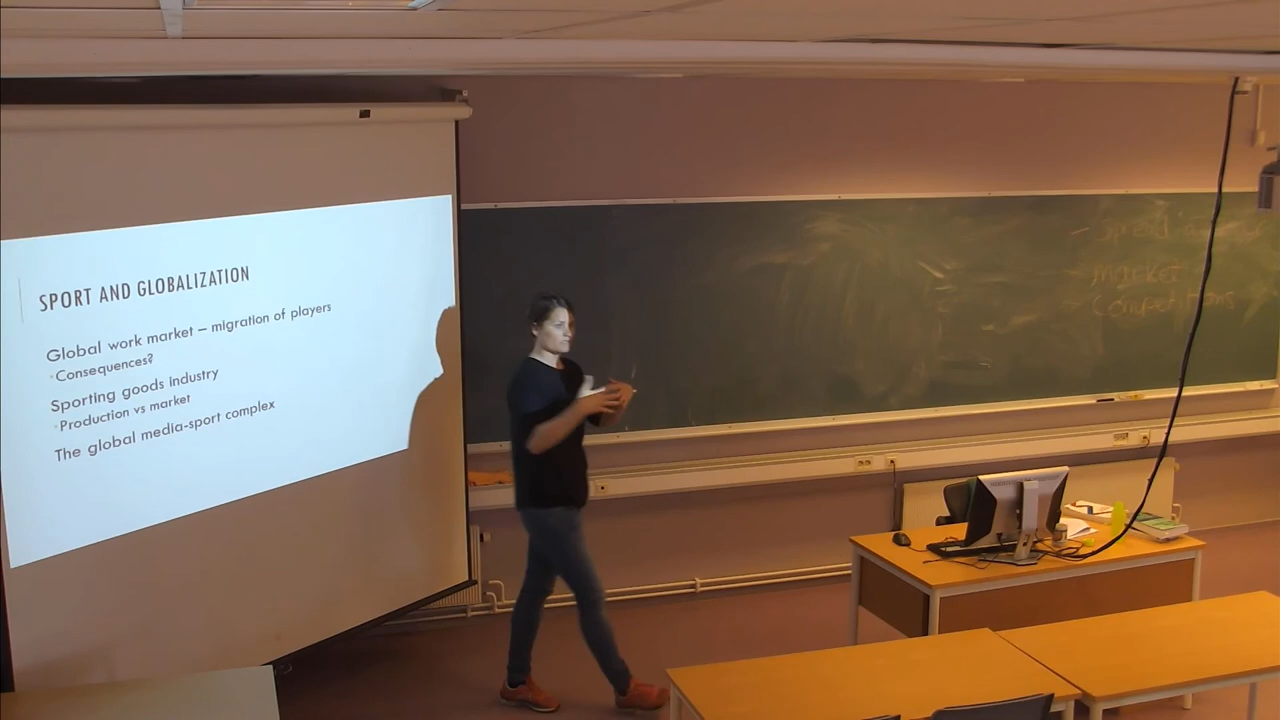 SPORT AND GLOBALIZATION
Global work market – migration of players
• Consequences?
Sporting goods industry
• Production vs market
The global media-sport complex
- Spread
- Market
- Competitions